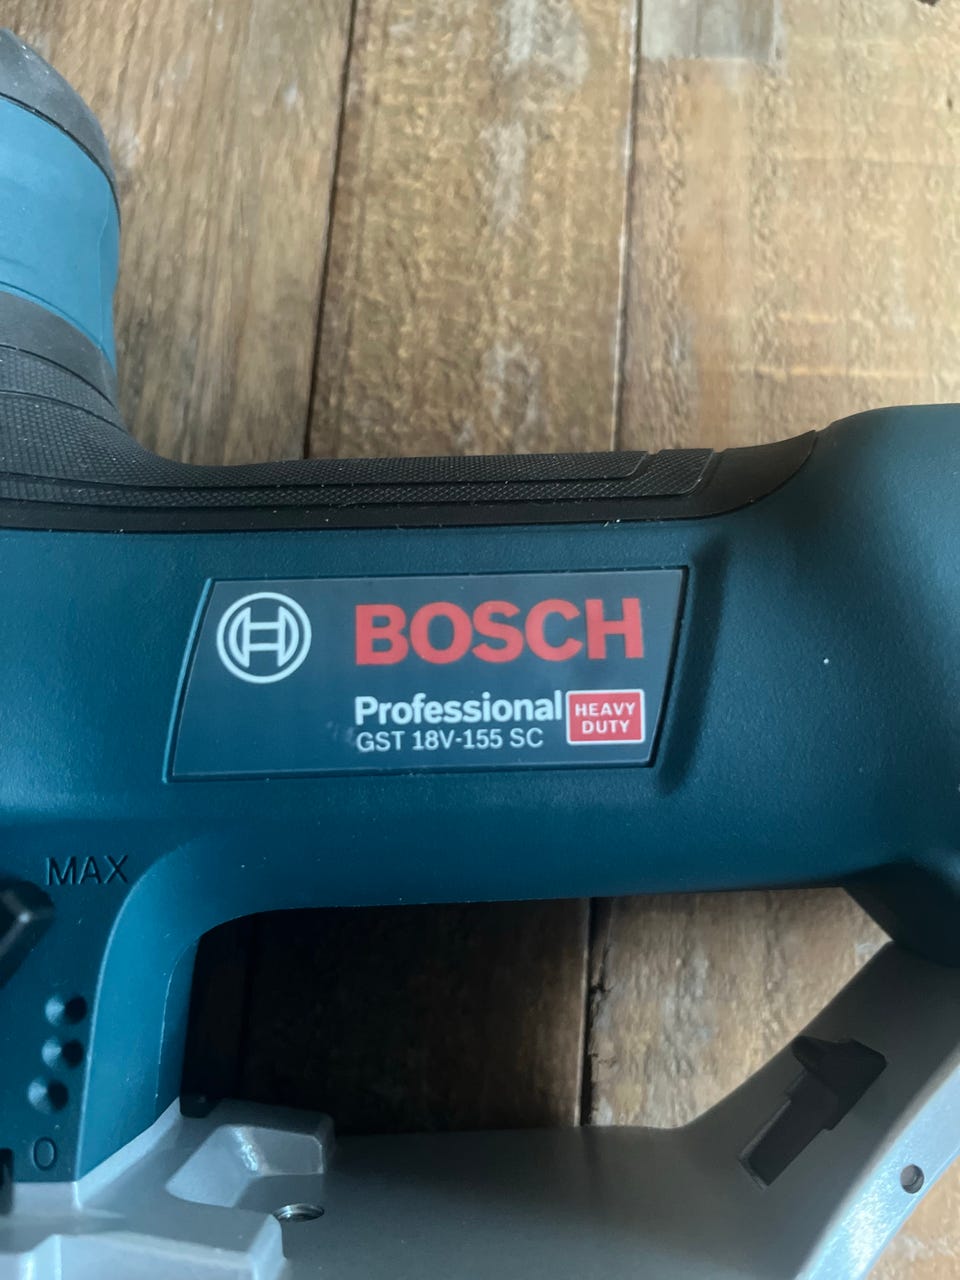 BOSCH
Professional
HEAVY
DUTY
GST 18V-155 SC
MAX
0